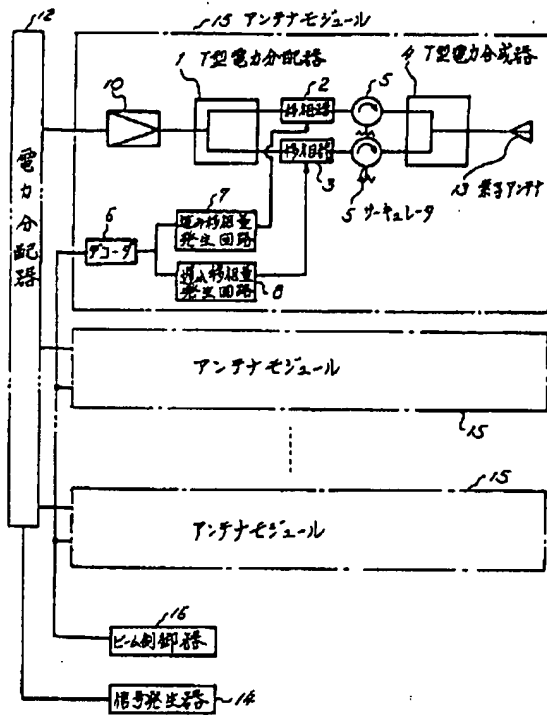 12
15 アンテナモジュール
1 T型電力分配器
4 T型電力合成器
10
2
5
移相器
移相器
3
5 サーキュレータ
13 素子アンテナ
電力分配器
6
デコーダ
7
進み移相量
発生回路
遅れ移相量
発生回路
8
アンテナモジュール
15
15
アンテナモジュール
16
ビーム制御器
信号発生器
14